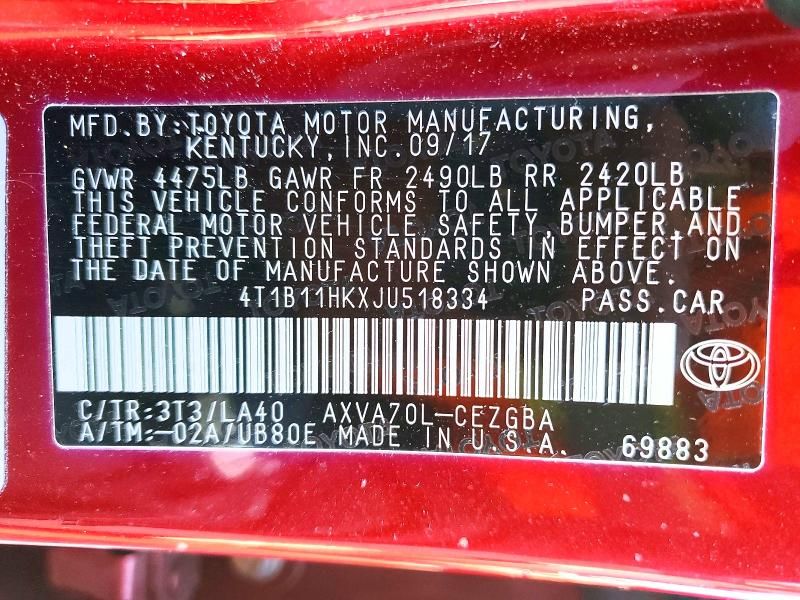 MFD.BY:TOYOTA MOTOR MANUFACTURING,
KENTUCKY,INC.09/17
GVWR 4475LB GAWR FR 2490LB RR 2420LB
THIS VEHICLE CONFORMS TO ALL APPLICABLE
FEDERAL MOTOR VEHICLE SAFETY,BUMPER,AND
THEFT PREVENTION STANDARDS IN EFFECT ON
THE DATE OF MANUFACTURE SHOWN ABOVE.
4T1B11HKXJU518334 PASS.CAR
C/TR:3T3/LA40 AXVA70L-CEZGBA
A/TM:-02A/UB80E MADE IN U.S.A. 69883